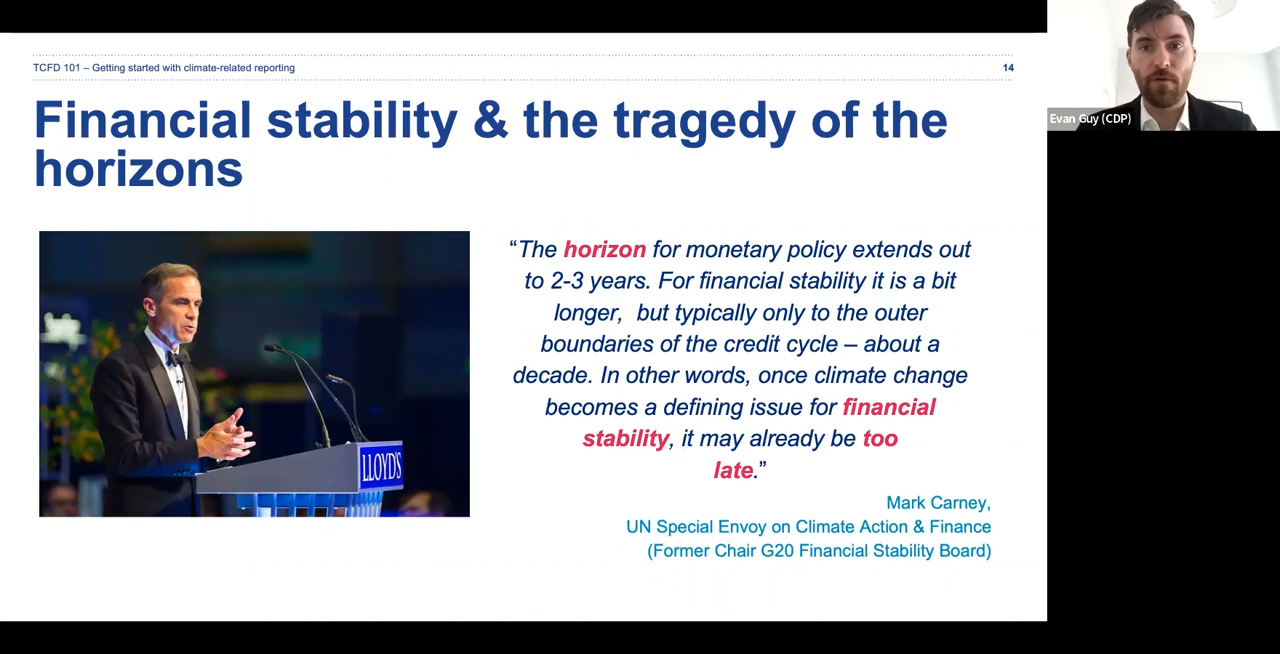 TCFD 101 – Getting started with climate-related reporting
14
Financial stability & the tragedy of the
horizons
LLOYD'S
“The horizon for monetary policy extends out
to 2-3 years. For financial stability it is a bit
longer,  but typically only to the outer
boundaries of the credit cycle – about a
decade. In other words, once climate change
becomes a defining issue for financial
stability, it may already be too
late.”
Mark Carney,
UN Special Envoy on Climate Action & Finance
(Former Chair G20 Financial Stability Board)
Evan Guy (CDP)